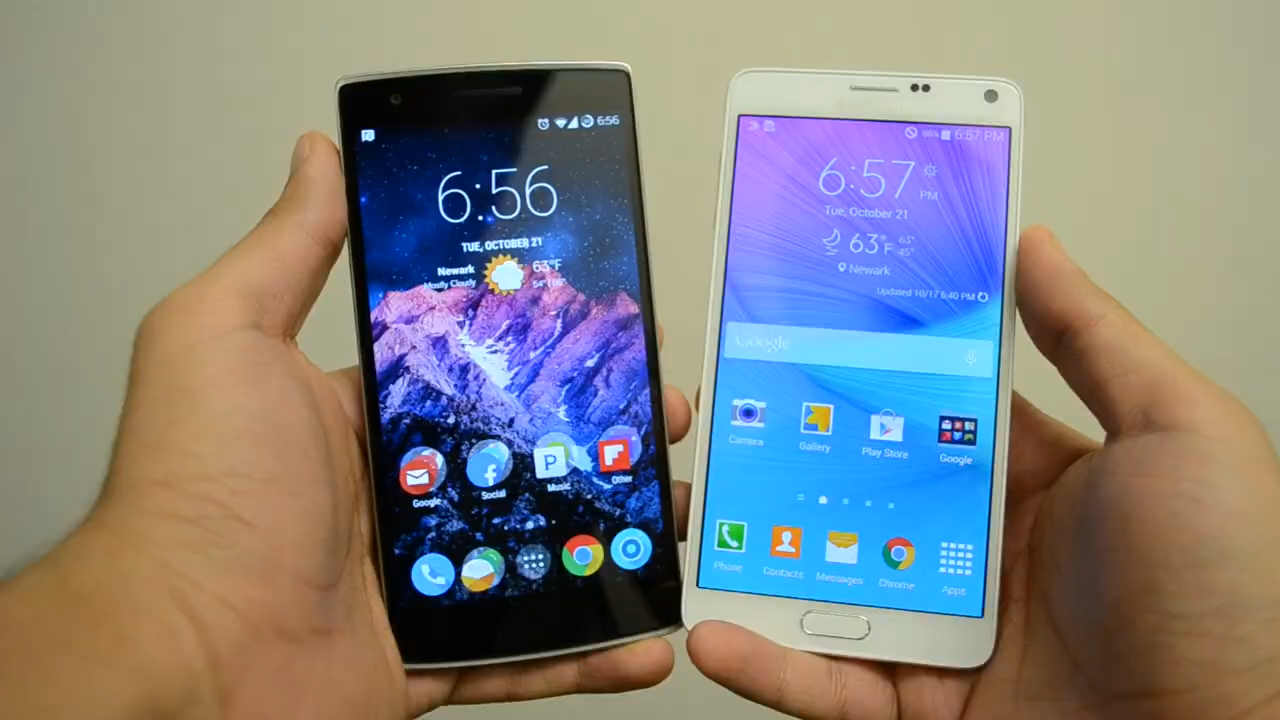 6:56
6:56
TUE, OCTOBER 21
Newark
Mostly Cloudy
63°F
Google
Social
P
Music
Other
6:57 PM
6:57
PM
Tue, October 21
63°F
63°
45°
Newark
Updated 10/17 6:40 PM
Google
Camera
Gallery
Play Store
Google
Phone
Contacts
Messages
Chrome
Apps